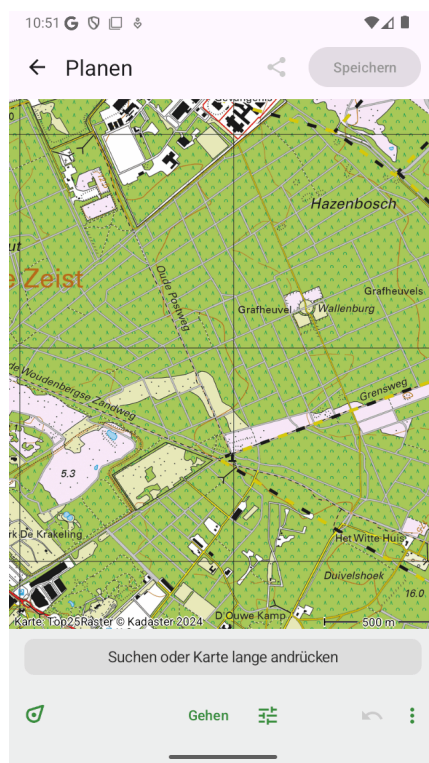 10:51
Planen
Speichern
Gevangenis
Hazenbosch
ut
e Zeist
Oude Postweg
Grafheuvels
Grafheuvel
Wallenburg
de Woudenbergse Zandweg
Grensweg
5.3
rk De Krakeling
Het Witte Huis
Duivelshoek
16.0
D Ouwe Kamp
Karte: Top25Raster © Kadaster 2024
500 m
Suchen oder Karte lange andrücken
Gehen